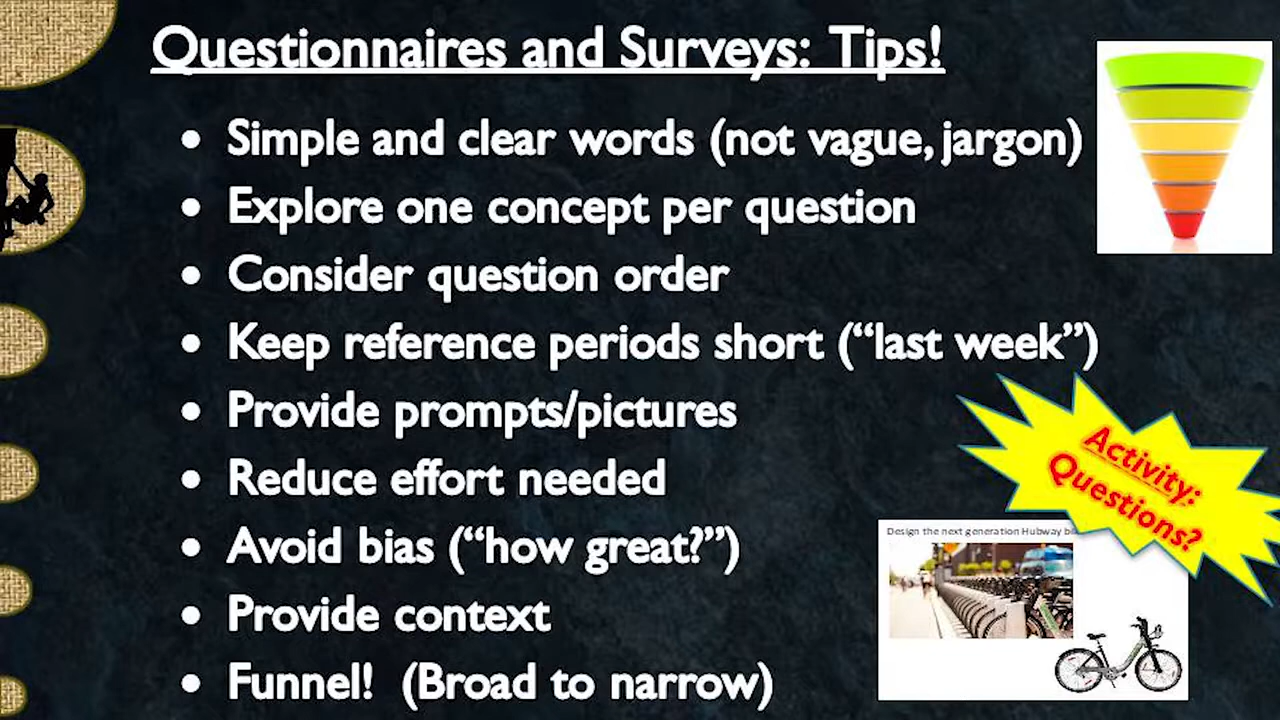 Questionnaires and Surveys: Tips!
• Simple and clear words (not vague, jargon)
• Explore one concept per question
• Consider question order
• Keep reference periods short (“last week”)
• Provide prompts/pictures
• Reduce effort needed
• Avoid bias (“how great?”)
• Provide context
• Funnel! (Broad to narrow)
Activity:
Questions?
Design the next generation Hubway